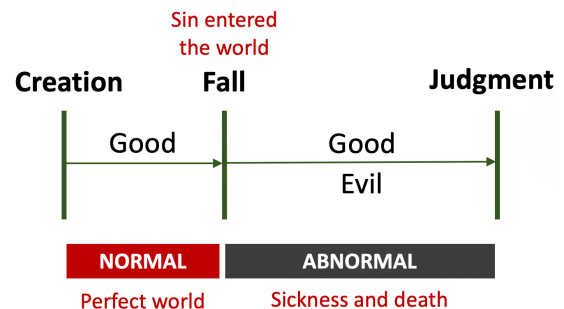 Sin entered
the world
Creation
Fall
Judgment
Good
Good
Evil
NORMAL
ABNORMAL
Perfect world
Sickness and death